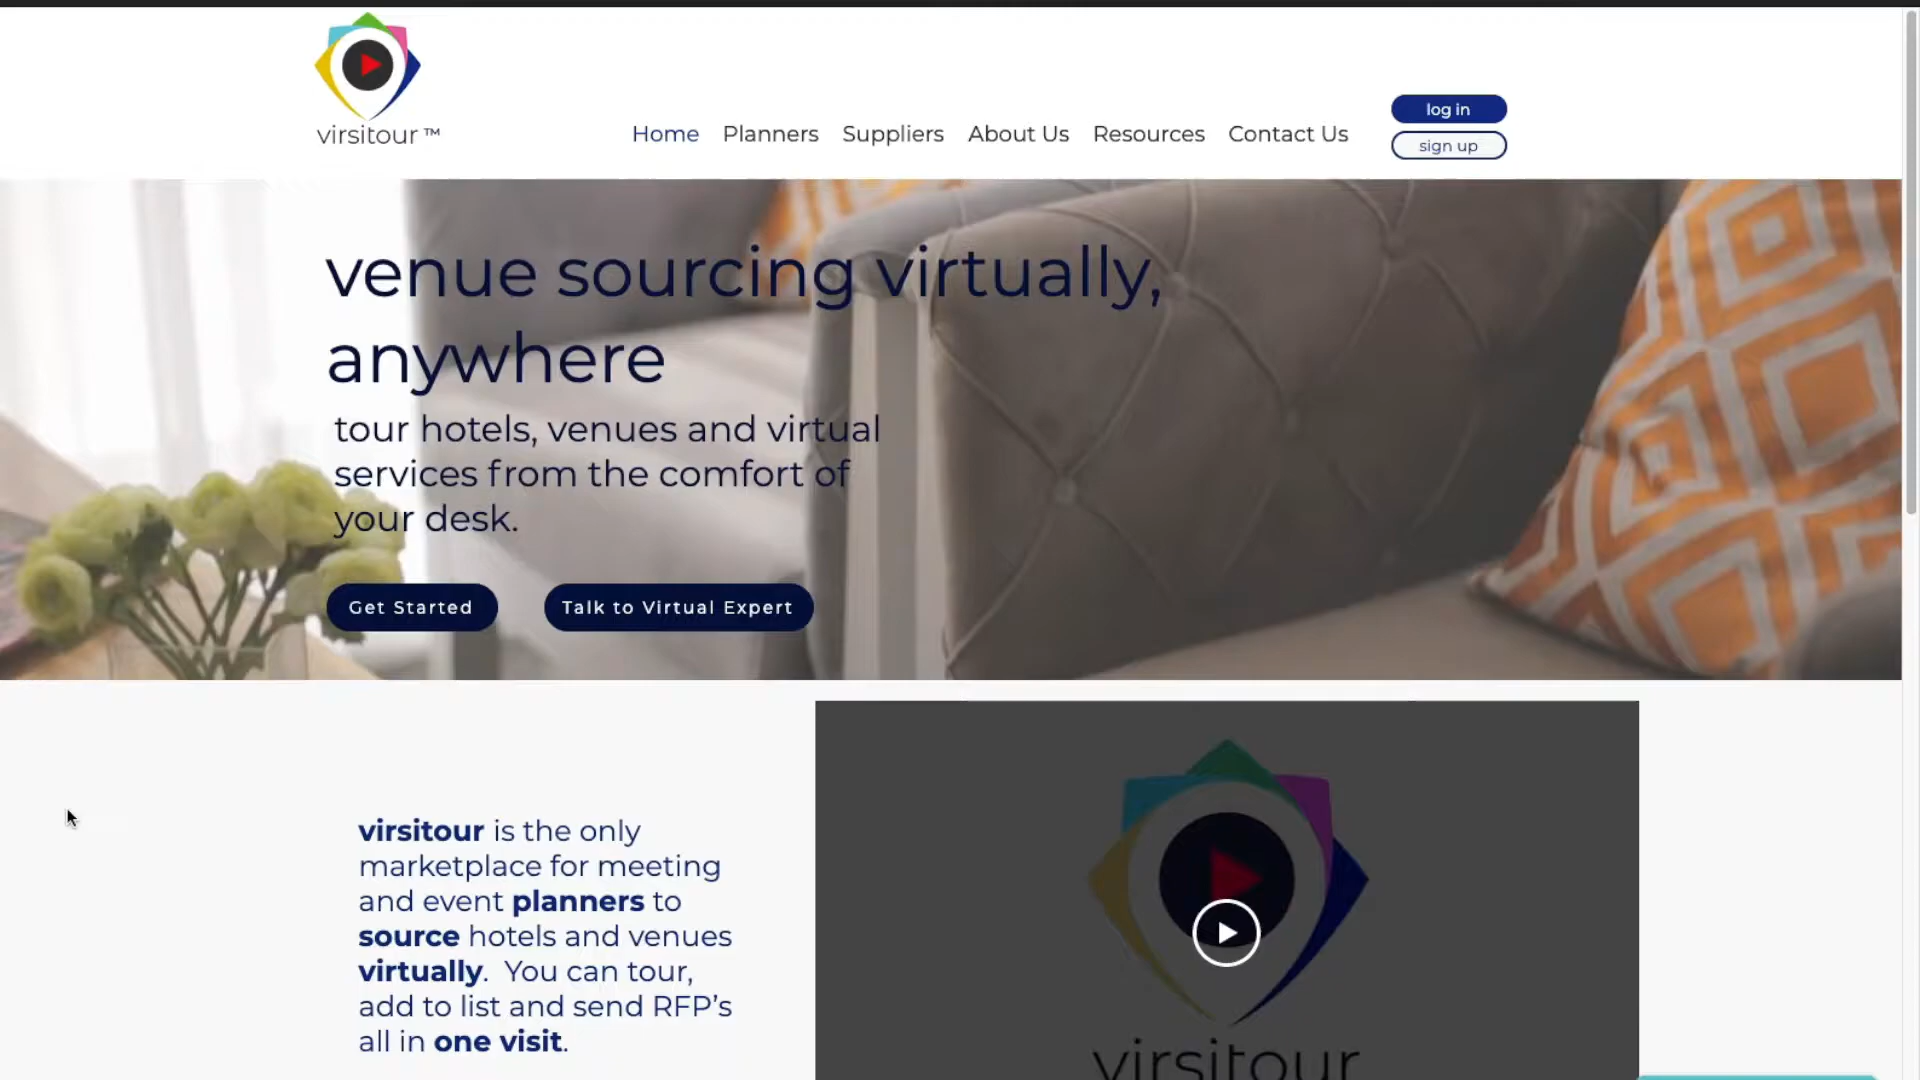 virsitour ™
Home Planners Suppliers About Us Resources Contact Us
log in
sign up
venue sourcing virtually,
anywhere
tour hotels, venues and virtual
services from the comfort of
your desk.
Get Started
Talk to Virtual Expert
virsitour is the only
marketplace for meeting
and event planners to
source hotels and venues
virtually. You can tour,
add to list and send RFP’s
all in one visit.
virsitour